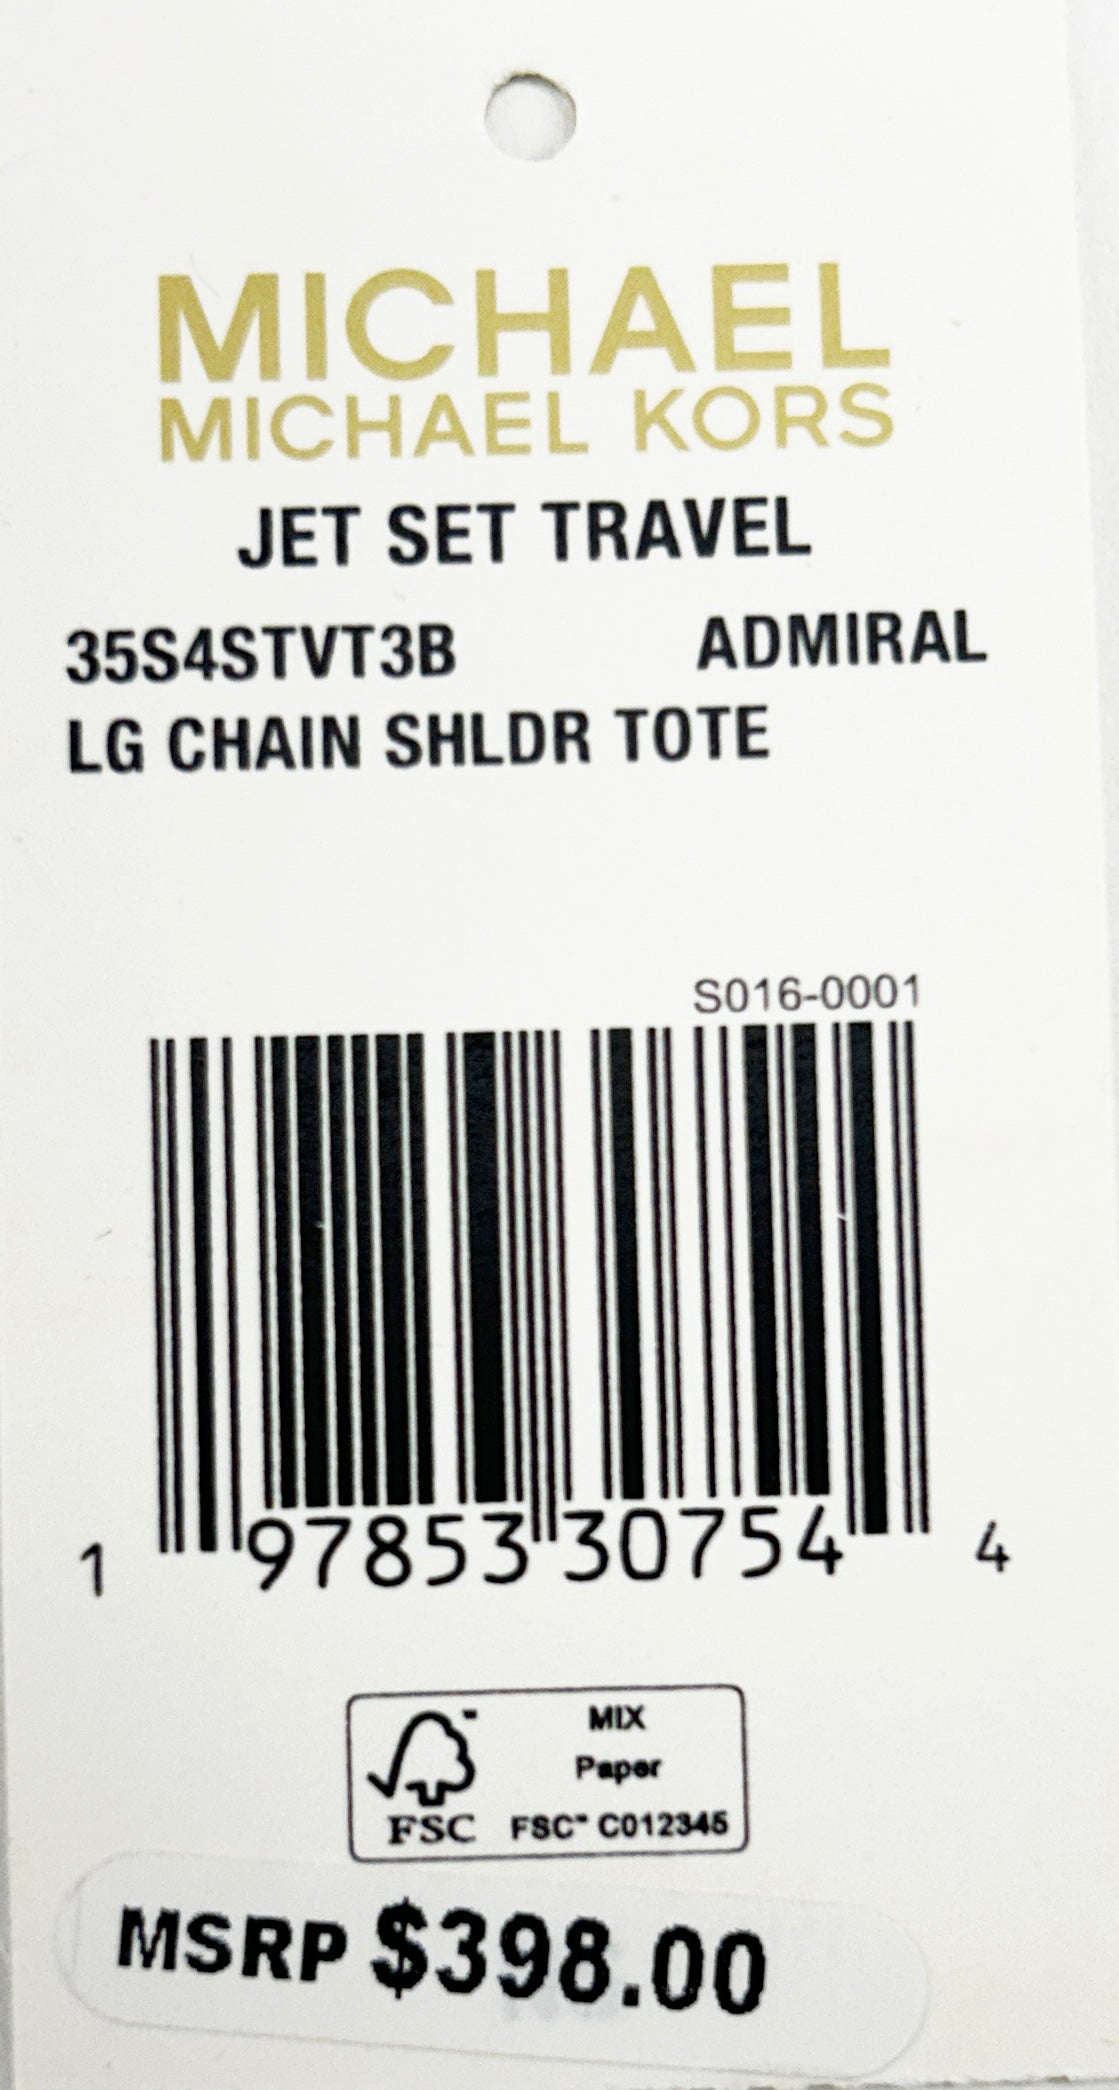 MICHAEL
MICHAEL KORS
JET SET TRAVEL
35S4STVT3B ADMIRAL
LG CHAIN SHLDR TOTE
S016-0001
1 97853 30754 4
MIX
Paper
FSC FSC™ C012345
MSRP $398.00